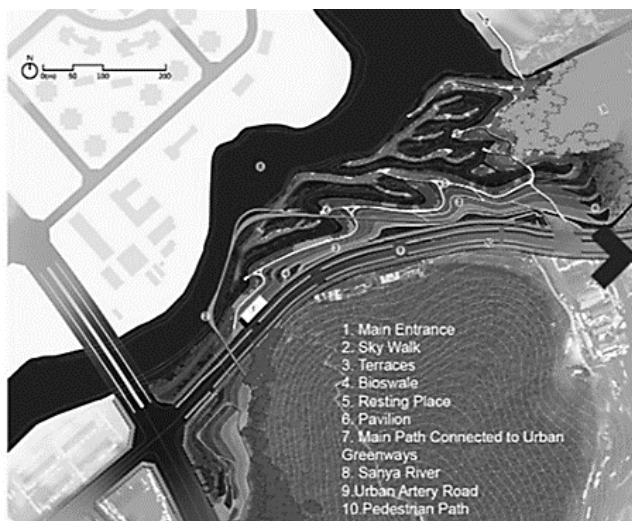 N
0(m) 50 100 200
1. Main Entrance
2. Sky Walk
3. Terraces
4. Bioswale
5. Resting Place
6. Pavilion
7. Main Path Connected to Urban
Greenways
8. Sanya River
9.Urban Artery Road
10.Pedestrian Path